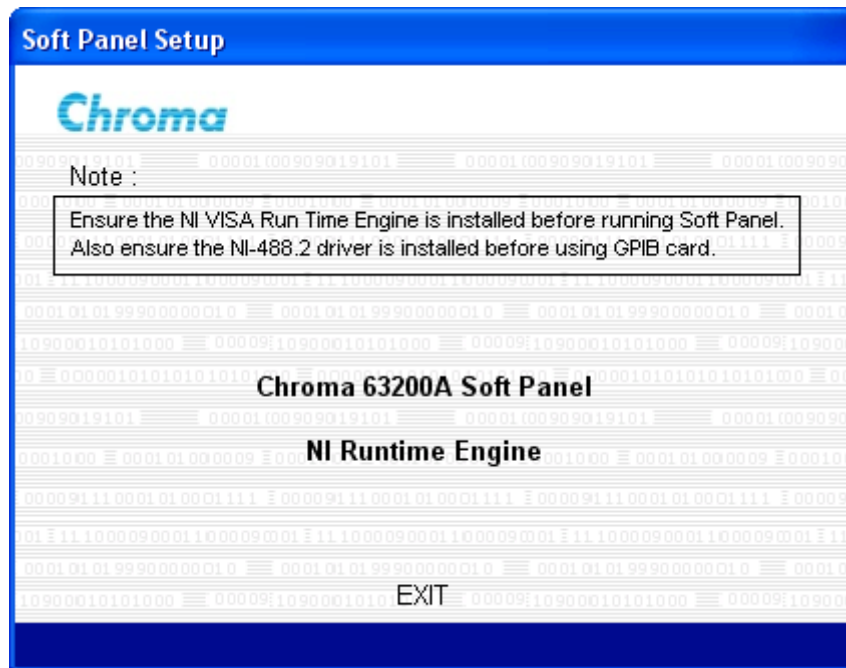 Soft Panel Setup
Chroma
Note :
Ensure the NI VISA Run Time Engine is installed before running Soft Panel.
Also ensure the NI-488.2 driver is installed before using GPIB card.
Chroma 63200A Soft Panel
NI Runtime Engine
EXIT